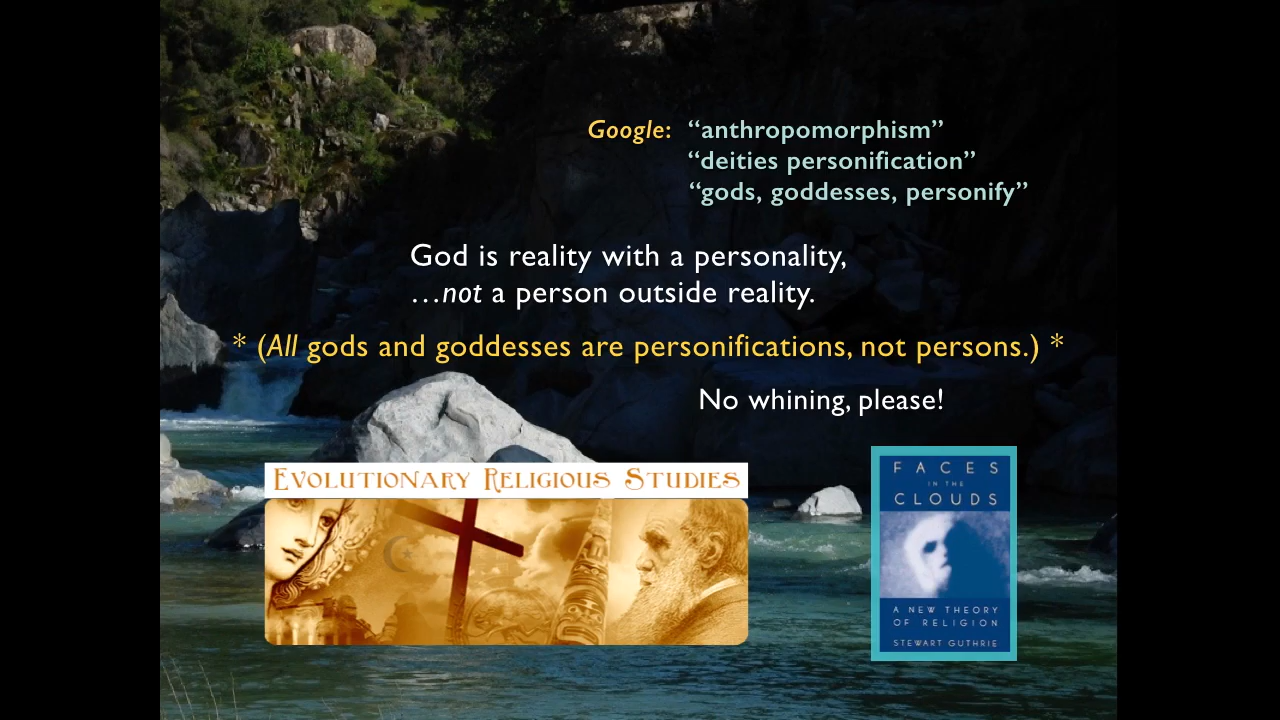 Google: “anthropomorphism”
“deities personification”
“gods, goddesses, personify”
God is reality with a personality,
…not a person outside reality.
* (All gods and goddesses are personifications, not persons.) *
No whining, please!
EVOLUTIONARY RELIGIOUS STUDIES
FACES
IN THE
CLOUDS
A NEW THEORY
OF RELIGION
STEWART GUTHRIE